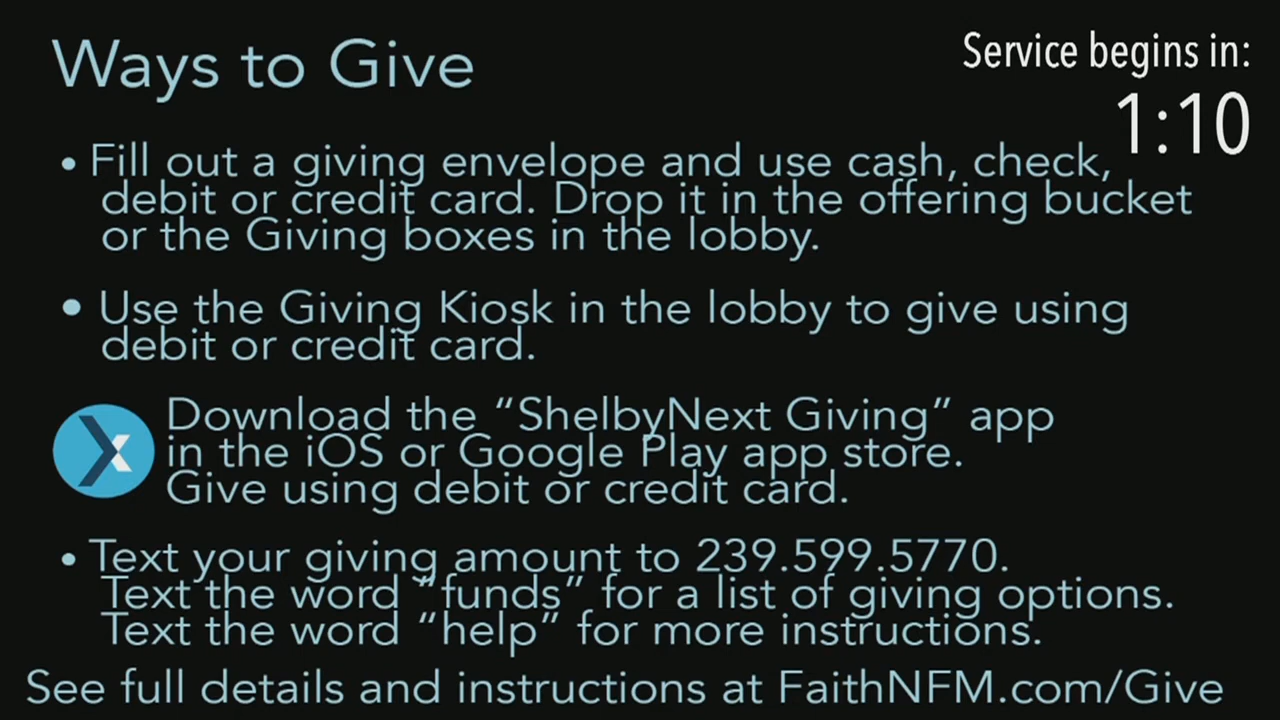 Ways to Give
Service begins in:
1:10
• Fill out a giving envelope and use cash, check,
debit or credit card. Drop it in the offering bucket
or the Giving boxes in the lobby.
• Use the Giving Kiosk in the lobby to give using
debit or credit card.
Download the “ShelbyNext Giving” app
in the iOS or Google Play app store.
Give using debit or credit card.
• Text your giving amount to 239.599.5770.
Text the word “funds” for a list of giving options.
Text the word “help” for more instructions.
See full details and instructions at FaithNFM.com/Give